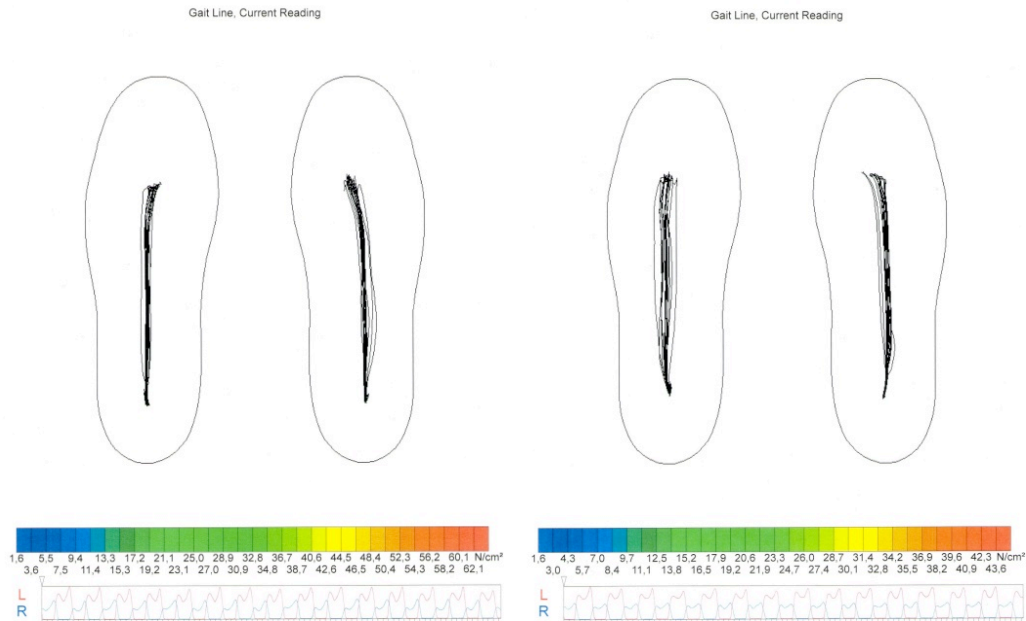 Gait Line, Current Reading
1,6 5,5 9,4 13,3 17,2 21,1 25,0 28,8 32,8 36,7 40,6 44,5 48,4 52,3 56,2 60,1 N/cm²
3,6 7,5 11,4 15,3 19,2 23,1 27,0 30,9 34,8 38,7 42,6 46,5 50,4 54,3 58,2 62,1
L
R
Gait Line, Current Reading
1,6 4,3 7,0 9,7 12,5 15,2 17,9 20,6 23,3 26,0 28,7 31,4 34,2 36,9 39,6 42,3 N/cm²
3,0 5,7 8,4 11,1 13,8 16,5 19,2 21,9 24,7 27,4 30,1 32,8 35,5 38,2 40,9 43,6
L
R